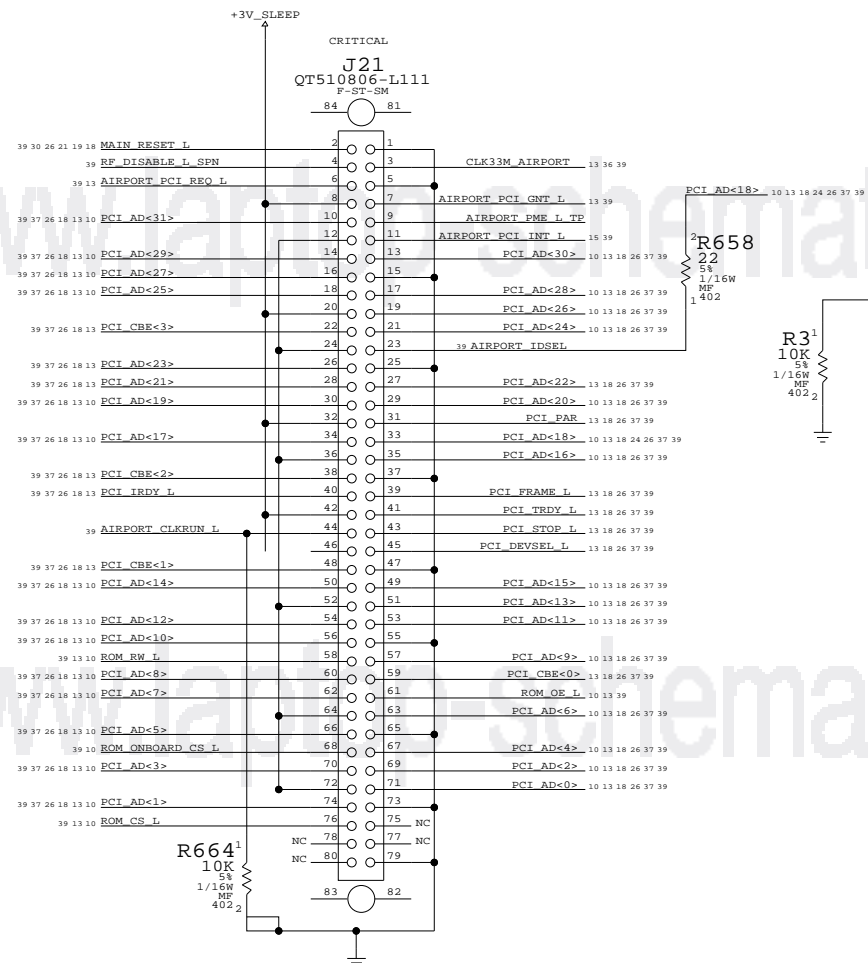 +3V_SLEEP
CRITICAL
J21
QT510806-L111
F-ST-SM
84 81
39 30 26 21 19 18 MAIN_RESET_L 2 1
39 RF_DISABLE_L_SPN 4 3 CLK33M_AIRPORT 13 36 39
39 13 AIRPORT_PCI_REQ_L 6 5
8 7 AIRPORT_PCI_GNT_L 13 39
39 37 26 18 13 10 PCI_AD<31> 10 9 AIRPORT_PME_L_TP
12 11 AIRPORT_PCI_INT_L 15 39
39 37 26 18 13 10 PCI_AD<29> 14 13 PCI_AD<30> 10 13 18 26 37 39
39 37 26 18 13 10 PCI_AD<27> 16 15
39 37 26 18 13 10 PCI_AD<25> 18 17 PCI_AD<28> 10 13 18 26 37 39
20 19 PCI_AD<26> 10 13 18 26 37 39
39 37 26 18 13 PCI_CBE<3> 22 21 PCI_AD<24> 10 13 18 26 37 39
24 23 39 AIRPORT_IDSEL
39 37 26 18 13 PCI_AD<23> 26 25
39 37 26 18 13 PCI_AD<21> 28 27 PCI_AD<22> 13 18 26 37 39
39 37 26 18 13 10 PCI_AD<19> 30 29 PCI_AD<20> 10 13 18 26 37 39
32 31 PCI_PAR 13 18 26 37 39
39 37 26 18 13 10 PCI_AD<17> 34 33 PCI_AD<18> 10 13 18 24 26 37 39
36 35 PCI_AD<16> 10 13 18 26 37 39
39 37 26 18 13 PCI_CBE<2> 38 37
39 37 26 18 13 PCI_IRDY_L 40 39 PCI_FRAME_L 13 18 26 37 39
42 41 PCI_TRDY_L 13 18 26 37 39
39 AIRPORT_CLKRUN_L 44 43 PCI_STOP_L 13 18 26 37 39
46 45 PCI_DEVSEL_L 13 18 26 37 39
39 37 26 18 13 PCI_CBE<1> 48 47
39 37 26 18 13 10 PCI_AD<14> 50 49 PCI_AD<15> 10 13 18 26 37 39
52 51 PCI_AD<13> 10 13 18 26 37 39
39 37 26 18 13 10 PCI_AD<12> 54 53 PCI_AD<11> 10 13 18 26 37 39
39 37 26 18 13 10 PCI_AD<10> 56 55
39 13 10 ROM_RW_L 58 57 PCI_AD<9> 10 13 18 26 37 39
39 37 26 18 13 10 PCI_AD<8> 60 59 PCI_CBE<0> 13 18 26 37 39
39 37 26 18 13 10 PCI_AD<7> 62 61 ROM_OE_L 10 13 39
64 63 PCI_AD<6> 10 13 18 26 37 39
39 37 26 18 13 10 PCI_AD<5> 66 65
39 10 ROM_ONBOARD_CS_L 68 67 PCI_AD<4> 10 13 18 26 37 39
39 37 26 18 13 10 PCI_AD<3> 70 69 PCI_AD<2> 10 13 18 26 37 39
72 71 PCI_AD<0> 10 13 18 26 37 39
39 37 26 18 13 10 PCI_AD<1> 74 73
39 13 10 ROM_CS_L 76 75 NC
NC 78 77 NC
NC 80 79
83 82
PCI_AD<18> 10 13 18 24 26 37 39
2
R658
22
5%
1/16W
MF
402
1
R3 1
10K
5%
1/16W
MF
402 2
R664 1
10K
5%
1/16W
MF
402 2
ww.laptop-schemat
ww.laptop-schema